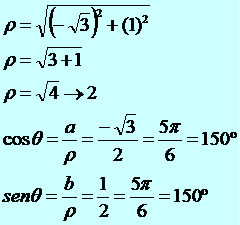 ρ = √((−√3)² + (1)²)
ρ = √(3+1)
ρ = √4 → 2
cosθ = a/ρ = −√3/2 = 5π/6 = 150º
senθ = b/ρ = 1/2 = 5π/6 = 150º